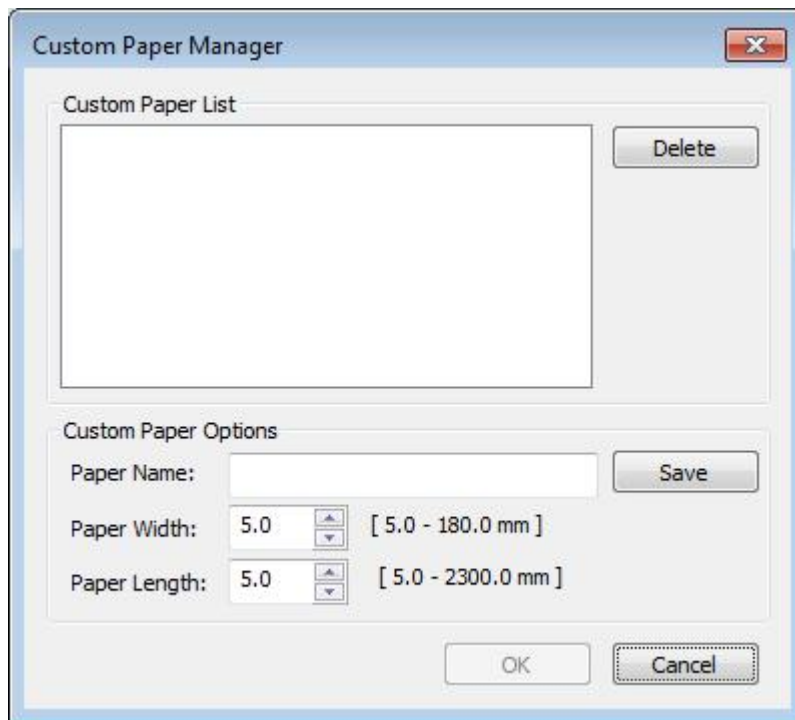 Custom Paper Manager
Custom Paper List
Delete
Custom Paper Options
Paper Name:
Save
Paper Width: 5.0 [ 5.0 - 180.0 mm ]
Paper Length: 5.0 [ 5.0 - 2300.0 mm ]
OK Cancel